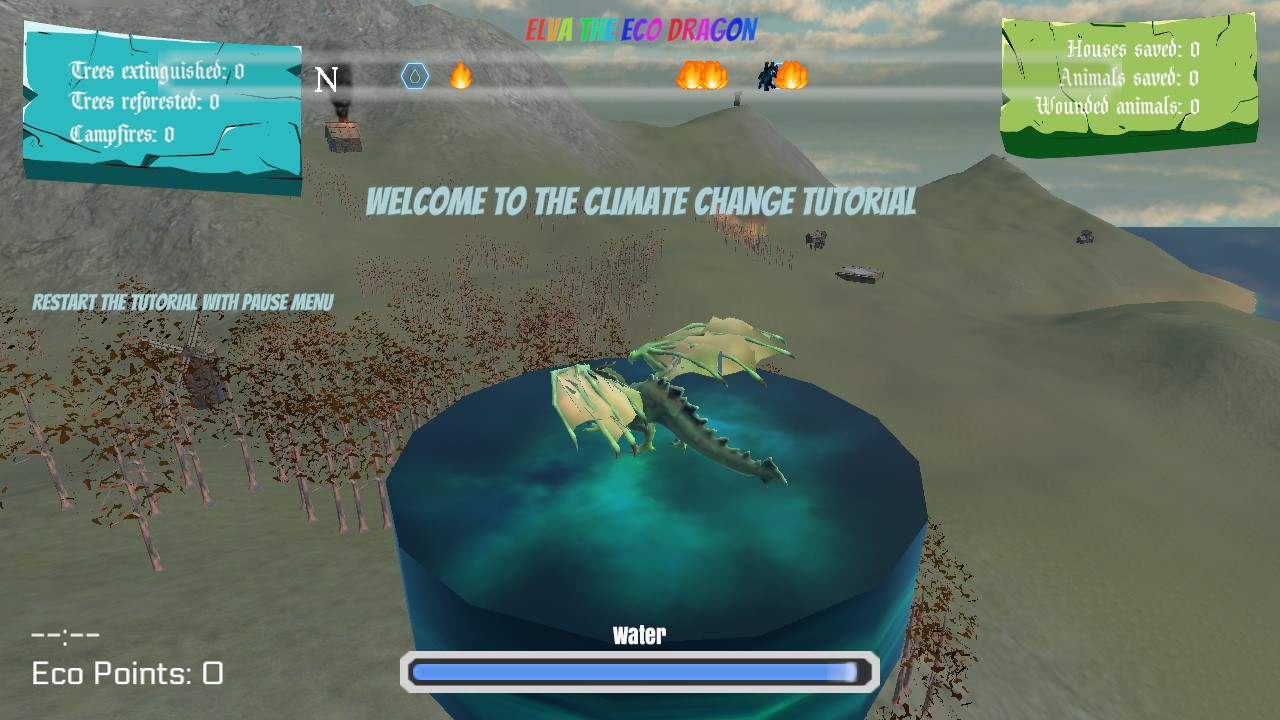 ELVA THE ECO DRAGON
Trees extinguished: 0
Trees reforested: 0
Campfires: 0
N
Houses saved: 0
Animals saved: 0
Wounded animals: 0
WELCOME TO THE CLIMATE CHANGE TUTORIAL
RESTART THE TUTORIAL WITH PAUSE MENU
--:--
Eco Points: 0
Water